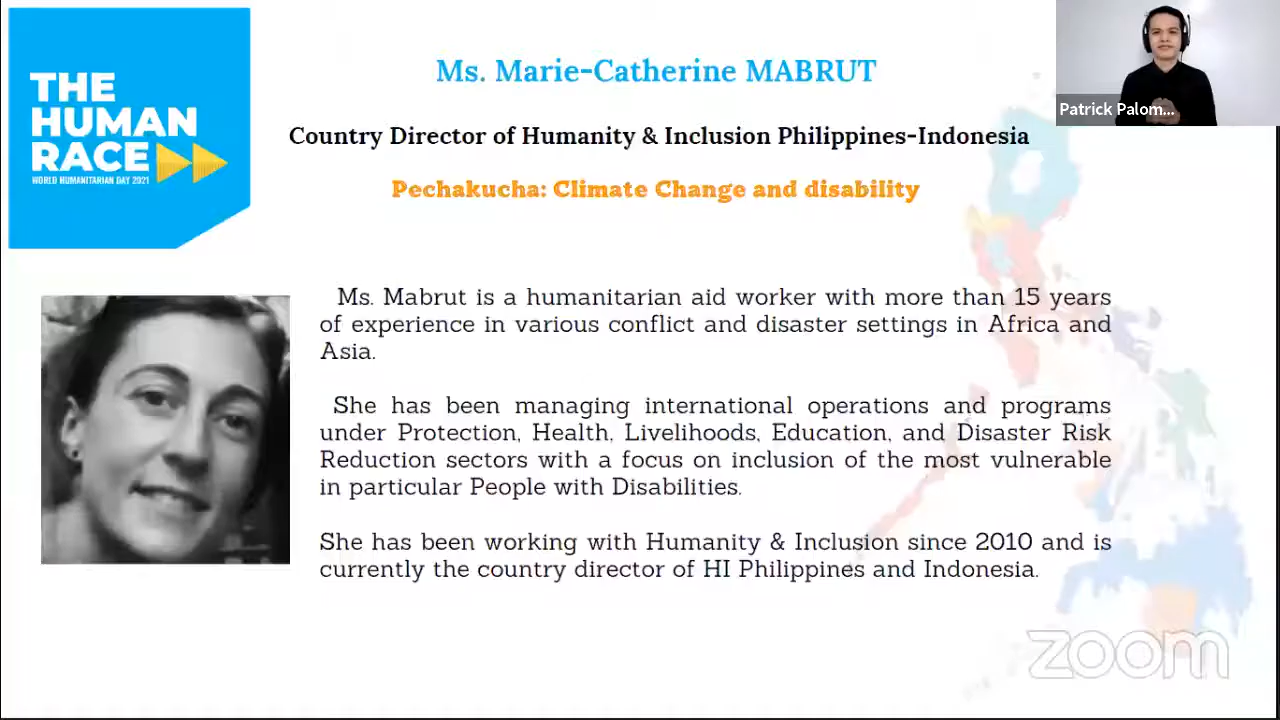 THE
HUMAN
RACE
WORLD HUMANITARIAN DAY 2021
Ms. Marie-Catherine MABRUT
Country Director of Humanity & Inclusion Philippines-Indonesia
Pechakucha: Climate Change and disability
Patrick Palom...
Ms. Mabrut is a humanitarian aid worker with more than 15 years
of experience in various conflict and disaster settings in Africa and
Asia.
She has been managing international operations and programs
under Protection, Health, Livelihoods, Education, and Disaster Risk
Reduction sectors with a focus on inclusion of the most vulnerable
in particular People with Disabilities.
She has been working with Humanity & Inclusion since 2010 and is
currently the country director of HI Philippines and Indonesia.
zoom